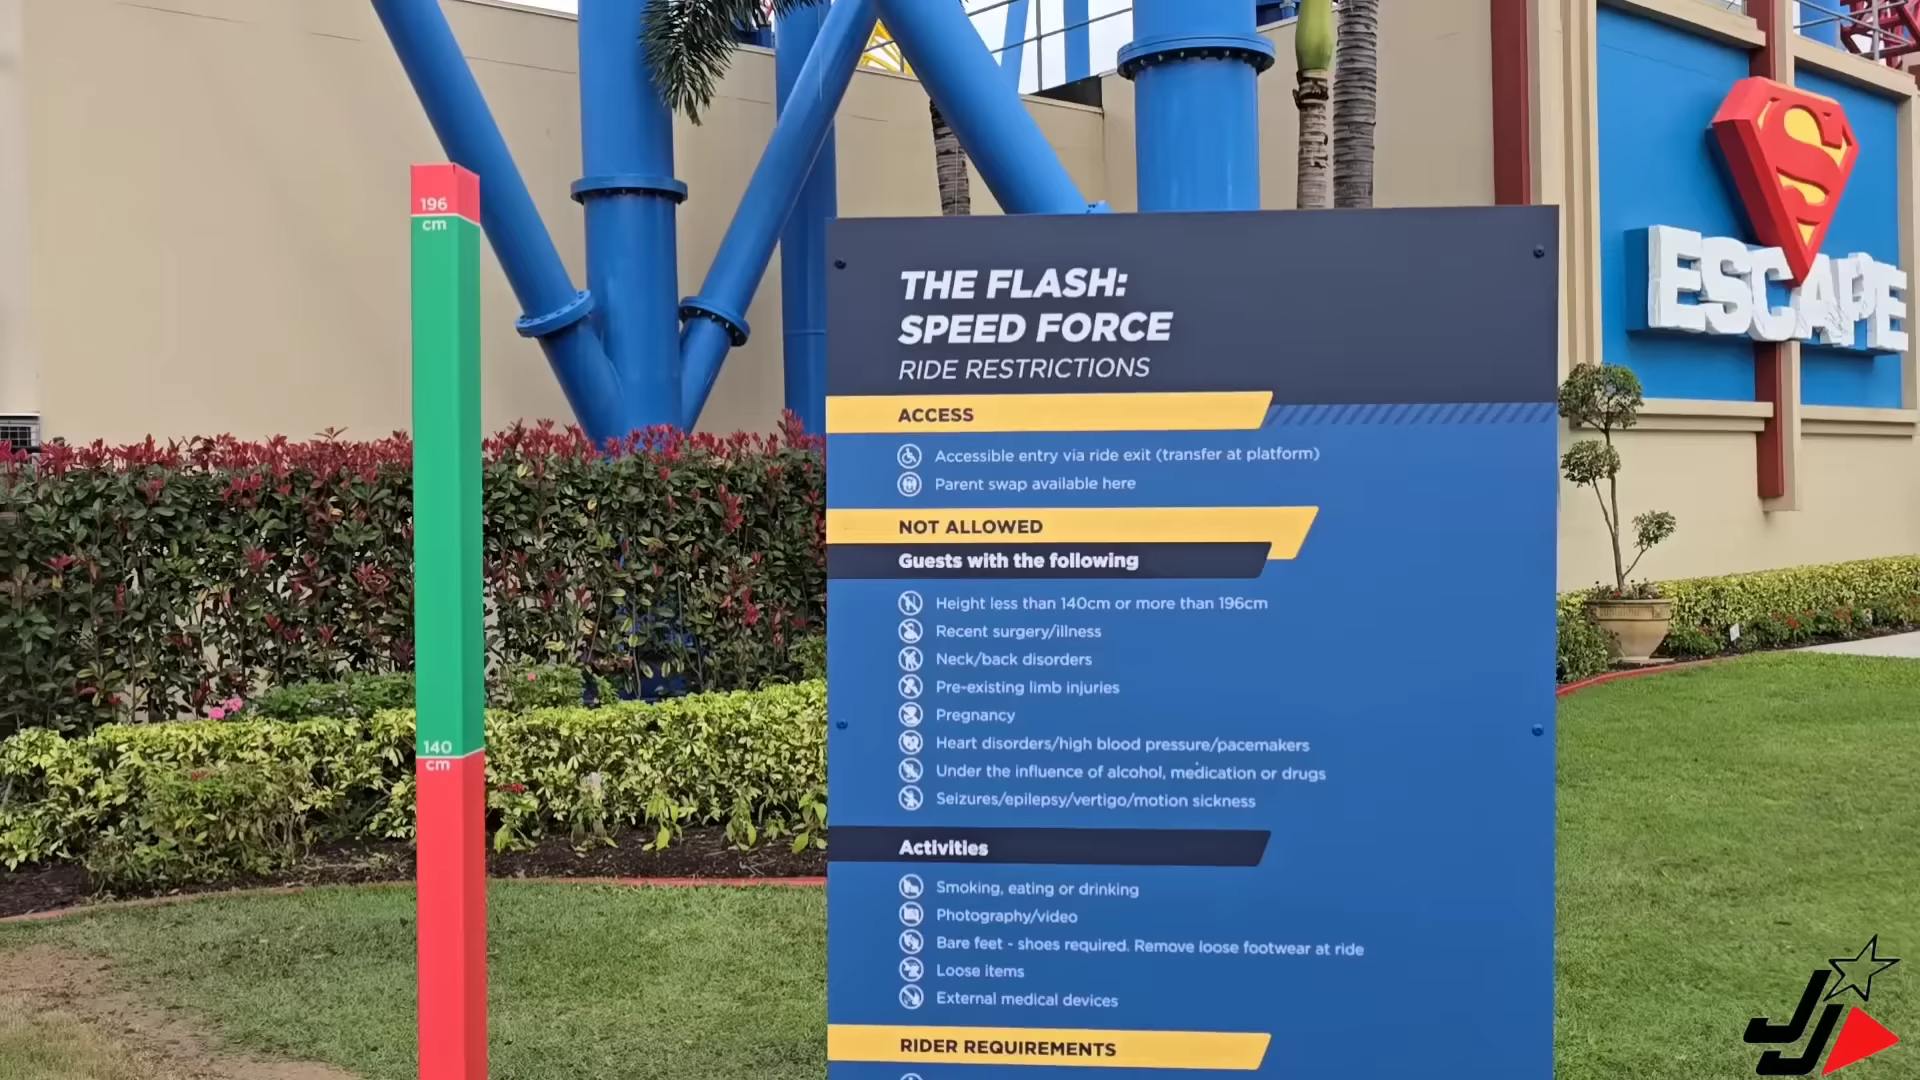 196
cm
140
cm
THE FLASH:
SPEED FORCE
RIDE RESTRICTIONS
ACCESS
Accessible entry via ride exit (transfer at platform)
Parent swap available here
NOT ALLOWED
Guests with the following
Height less than 140cm or more than 196cm
Recent surgery/illness
Neck/back disorders
Pre-existing limb injuries
Pregnancy
Heart disorders/high blood pressure/pacemakers
Under the influence of alcohol, medication or drugs
Seizures/epilepsy/vertigo/motion sickness
Activities
Smoking, eating or drinking
Photography/video
Bare feet - shoes required. Remove loose footwear at ride
Loose items
External medical devices
RIDER REQUIREMENTS
S
ESCAPE
JJ